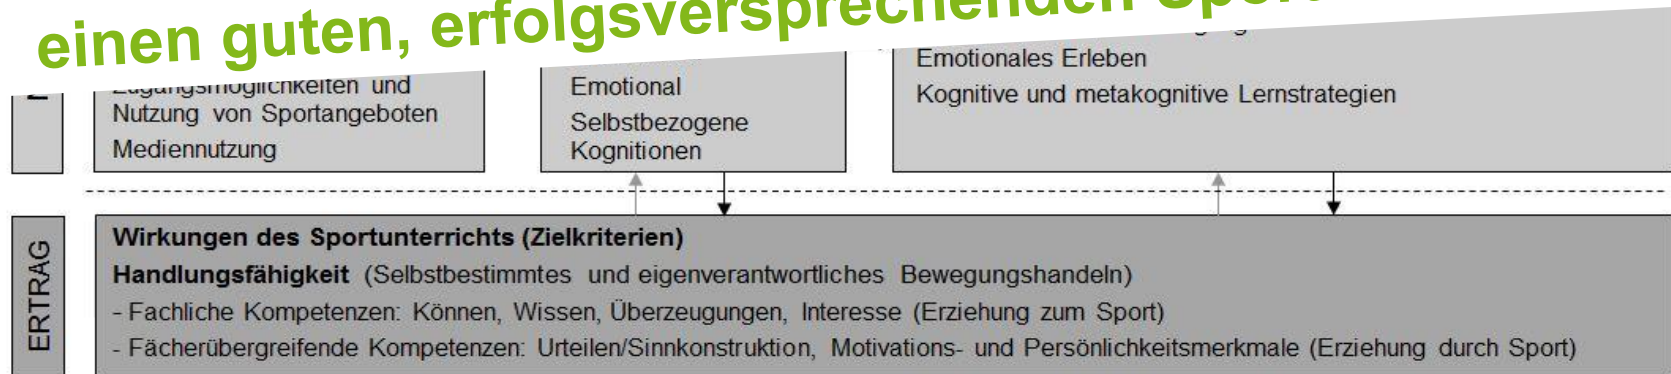 einen guten, erfolgsversprechenden
Zugangsmöglichkeiten und
Nutzung von Sportangeboten
Mediennutzung
Emotional
Selbstbezogene
Kognitionen
Emotionales Erleben
Kognitive und metakognitive Lernstrategien
ERTRAG
Wirkungen des Sportunterrichts (Zielkriterien)
Handlungsfähigkeit (Selbstbestimmtes und eigenverantwortliches Bewegungshandeln)
- Fachliche Kompetenzen: Können, Wissen, Überzeugungen, Interesse (Erziehung zum Sport)
- Fächerübergreifende Kompetenzen: Urteilen/Sinnkonstruktion, Motivations- und Persönlichkeitsmerkmale (Erziehung durch Sport)